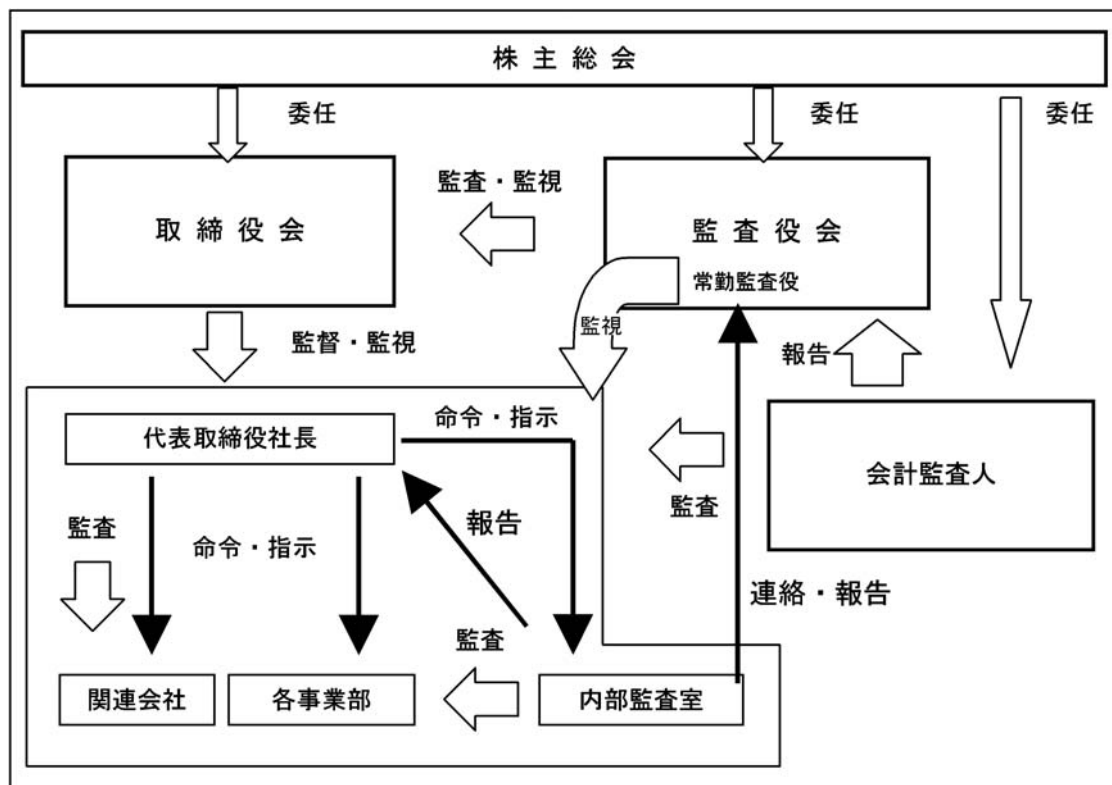 株主総会
委任
委任
委任
取締役会
監査・監視
監査役会
常勤監査役
監視
監督・監視
報告
代表取締役社長
命令・指示
会計監査人
監査
報告
監査
命令・指示
連絡・報告
監査
関連会社
各事業部
内部監査室